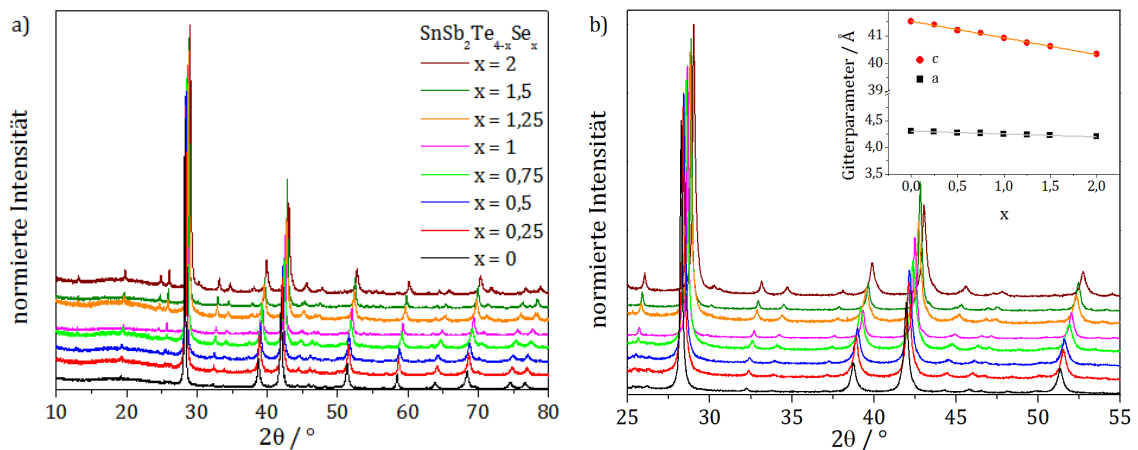 a)
SnSb2Te4-xSex
x = 2
x = 1,5
x = 1,25
x = 1
x = 0,75
x = 0,5
x = 0,25
x = 0
normierte Intensität
10 20 30 40 50 60 70 80
2θ / °
b)
normierte Intensität
25 30 35 40 45 50 55
2θ / °
Gitterparameter / Å
41
40
39
4,5
4,0
3,5
c
a
0,0 0,5 1,0 1,5 2,0
x